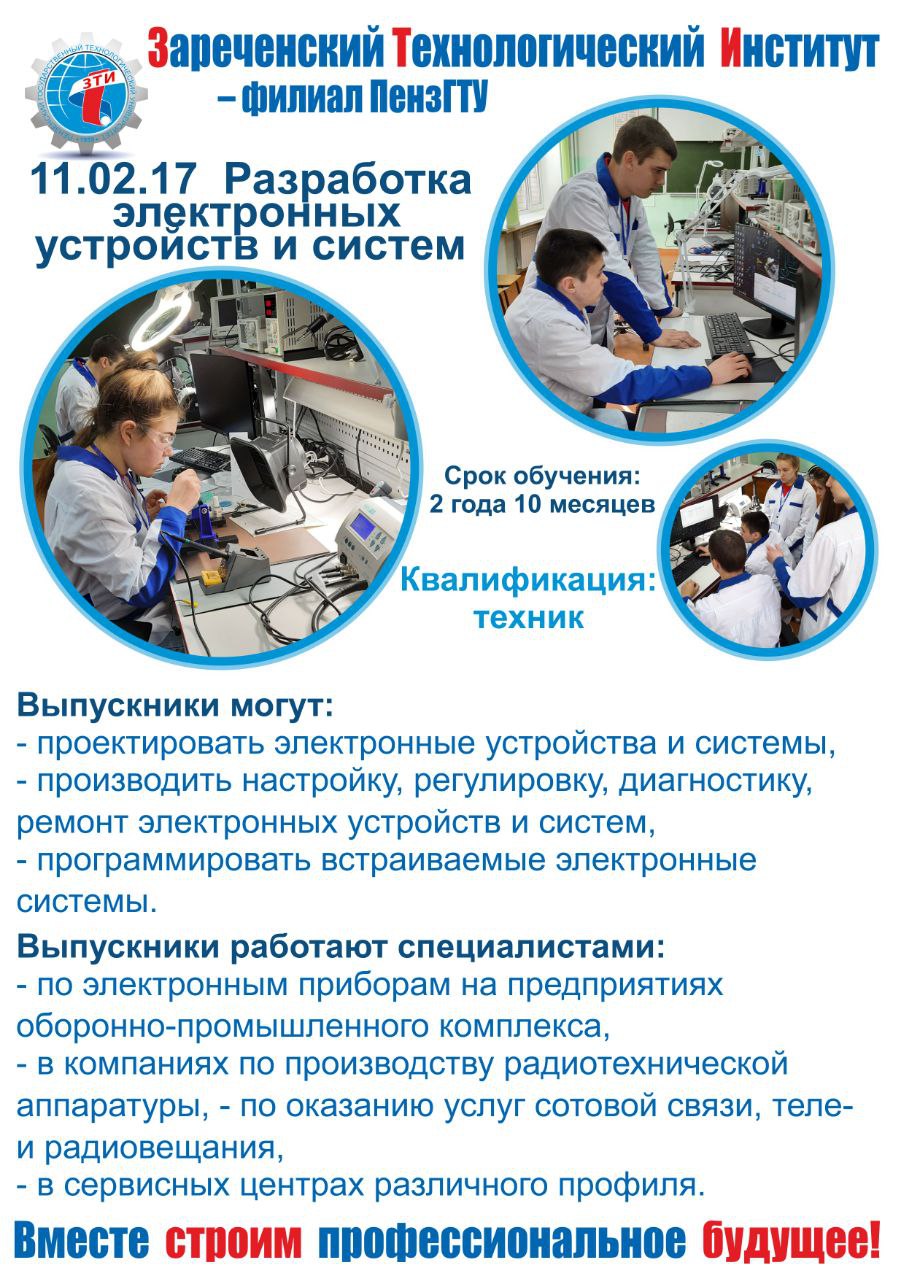 Зареченский Технологический Институт
– филиал ПензГТУ
ЗТИ
11.02.17 Разработка
электронных
устройств и систем
Срок обучения:
2 года 10 месяцев
Квалификация:
техник
Выпускники могут:
- проектировать электронные устройства и системы,
- производить настройку, регулировку, диагностику,
ремонт электронных устройств и систем,
- программировать встраиваемые электронные
системы.
Выпускники работают специалистами:
- по электронным приборам на предприятиях
оборонно-промышленного комплекса,
- в компаниях по производству радиотехнической
аппаратуры, - по оказанию услуг сотовой связи, теле-
и радиовещания,
- в сервисных центрах различного профиля.
Вместе строим профессиональное будущее!